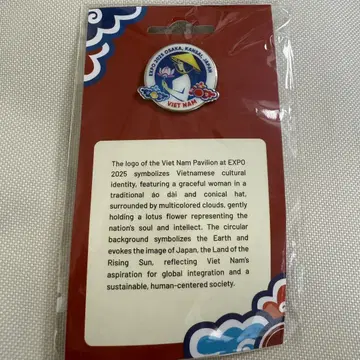 EXPO 2025 OSAKA, KANSAI, JAPAN
VIET NAM
The logo of the Viet Nam Pavilion at EXPO
2025 symbolizes Vietnamese cultural
identity, featuring a graceful woman in a
traditional áo dài and conical hat,
surrounded by multicolored clouds, gently
holding a lotus flower representing the
nation's soul and intellect. The circular
background symbolizes the Earth and
evokes the image of Japan, the Land of the
Rising Sun, reflecting Viet Nam's
aspiration for global integration and a
sustainable, human-centered society.